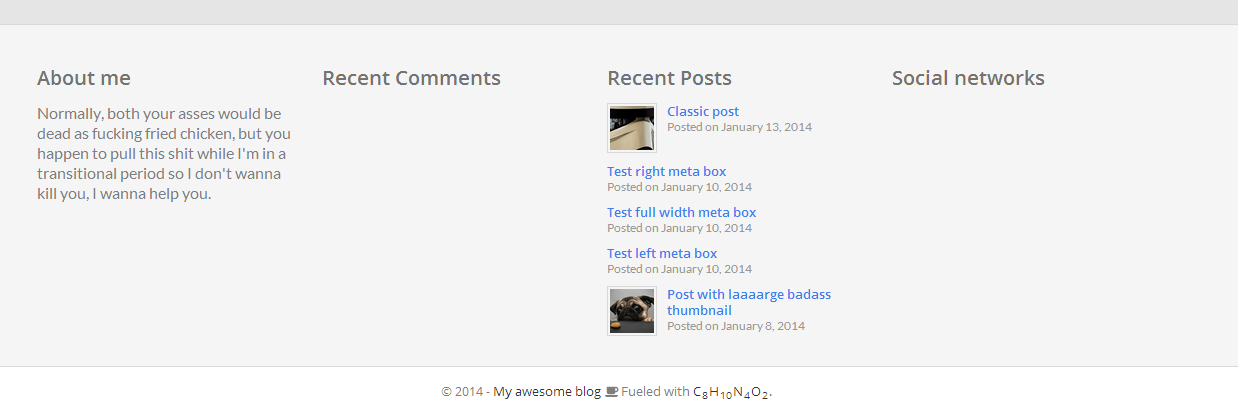 About me
Normally, both your asses would be
dead as fucking fried chicken, but you
happen to pull this shit while I'm in a
transitional period so I don't wanna
kill you, I wanna help you.
Recent Comments
Recent Posts
Classic post
Posted on January 13, 2014
Test right meta box
Posted on January 10, 2014
Test full width meta box
Posted on January 10, 2014
Test left meta box
Posted on January 10, 2014
Post with laaaarge badass
thumbnail
Posted on January 8, 2014
Social networks
© 2014 - My awesome blog Fueled with C₈H₁₀N₄O₂.